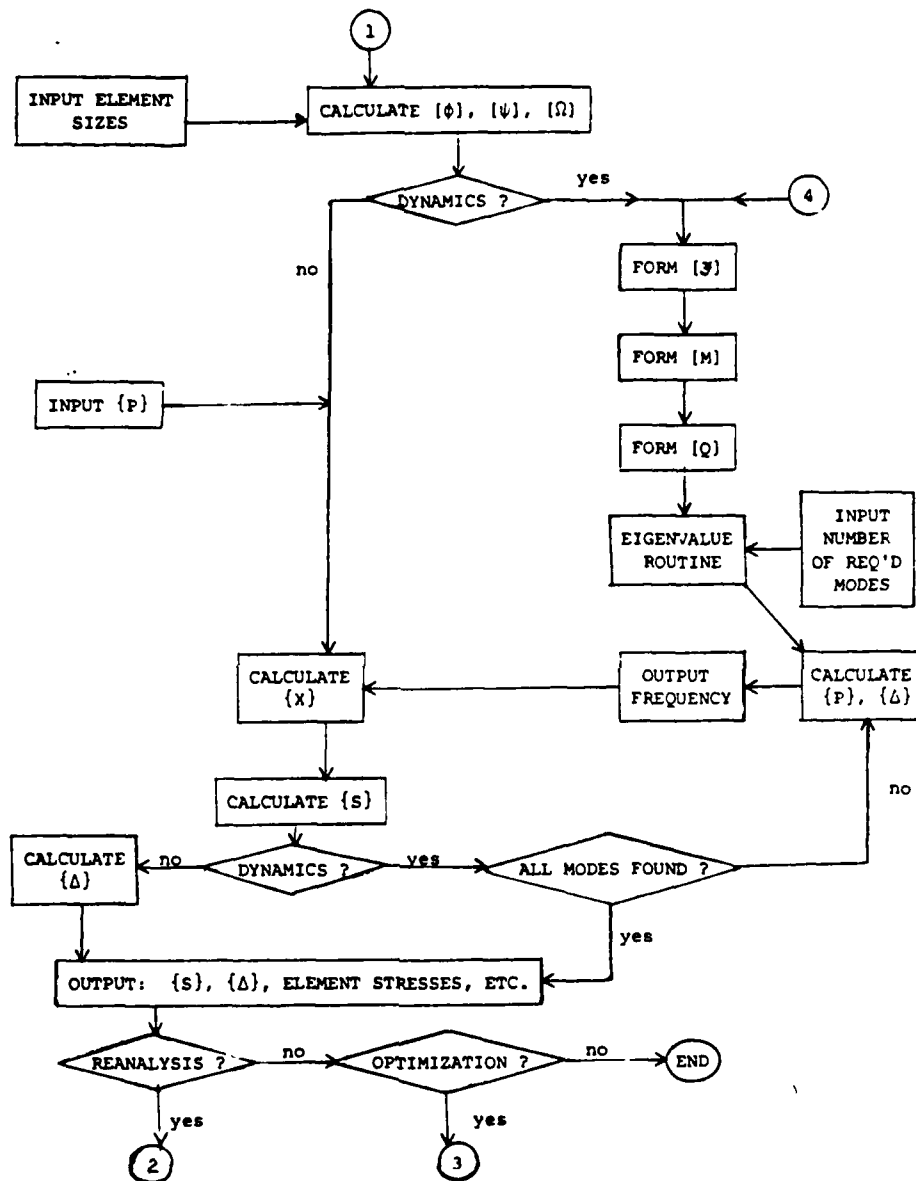 1
INPUT ELEMENT
SIZES
CALCULATE [ϕ], [ψ], [Ω]
DYNAMICS ?
yes
4
no
FORM [ℱ]
FORM [M]
INPUT {P}
FORM [Q]
EIGENVALUE
ROUTINE
INPUT
NUMBER
OF REQ'D
MODES
CALCULATE
{X}
OUTPUT
FREQUENCY
CALCULATE
{P}, {Δ}
CALCULATE {S}
no
CALCULATE
{Δ}
no
DYNAMICS ?
yes
ALL MODES FOUND ?
yes
OUTPUT: {S}, {Δ}, ELEMENT STRESSES, ETC.
REANALYSIS ?
no
OPTIMIZATION ?
no
END
yes
yes
2
3